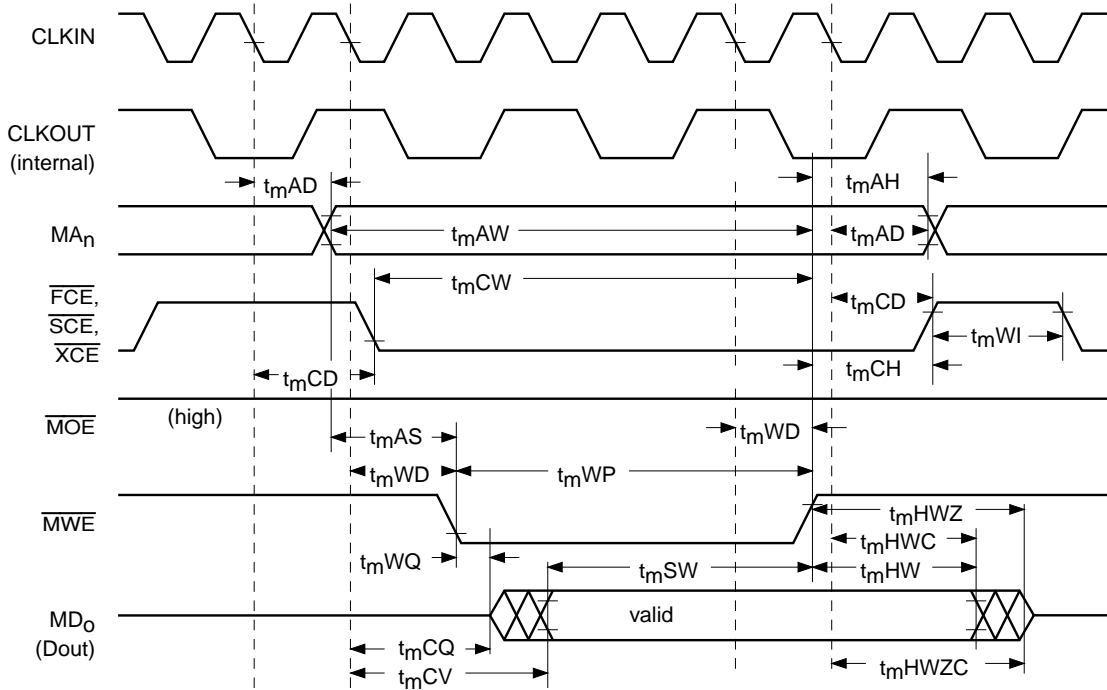 CLKIN
CLKOUT
(internal)
tmAD
tmAH
MAn
tmAW
tmAD
tmCW
FCE,
SCE,
XCE
tmCD
tmWI
tmCH
tmCD
(high)
MOE
tmAS
tmWD
tmWD
tmWP
MWE
tmHWZ
tmHWC
tmWQ
tmSW
tmHW
MDo
(Dout)
valid
tmCQ
tmCV
tmHWZC